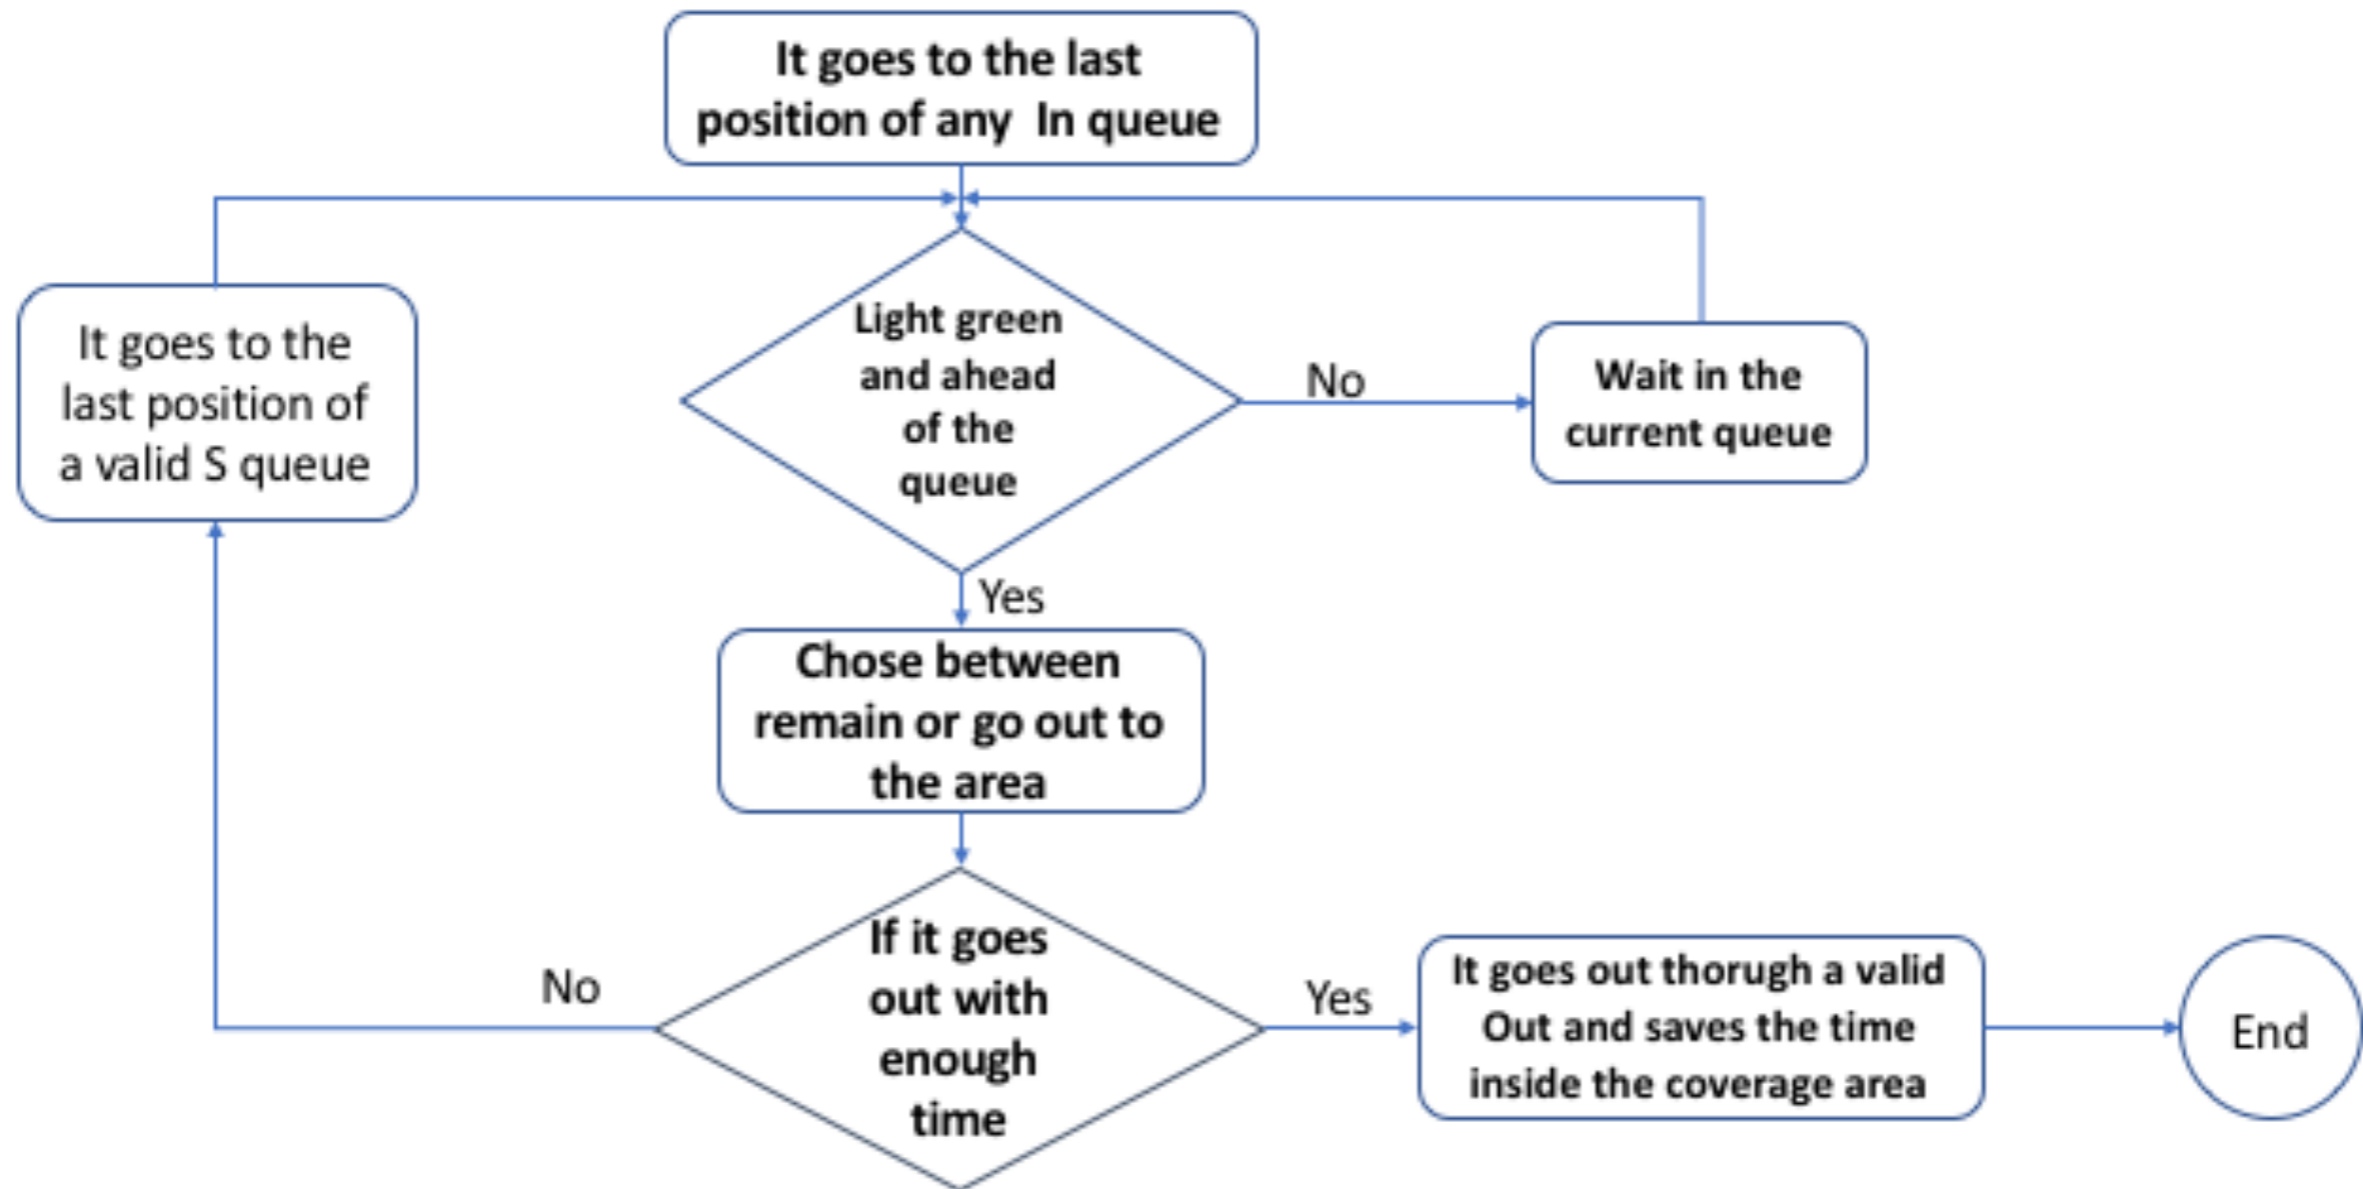 It goes to the last
position of any  In queue
It goes to the
last position of
a valid S queue
Light green
and ahead
of the
queue
No
Wait in the
current queue
Yes
Chose between
remain or go out to
the area
No
If it goes
out with
enough
time
Yes
It goes out thorugh a valid
Out and saves the time
inside the coverage area
End